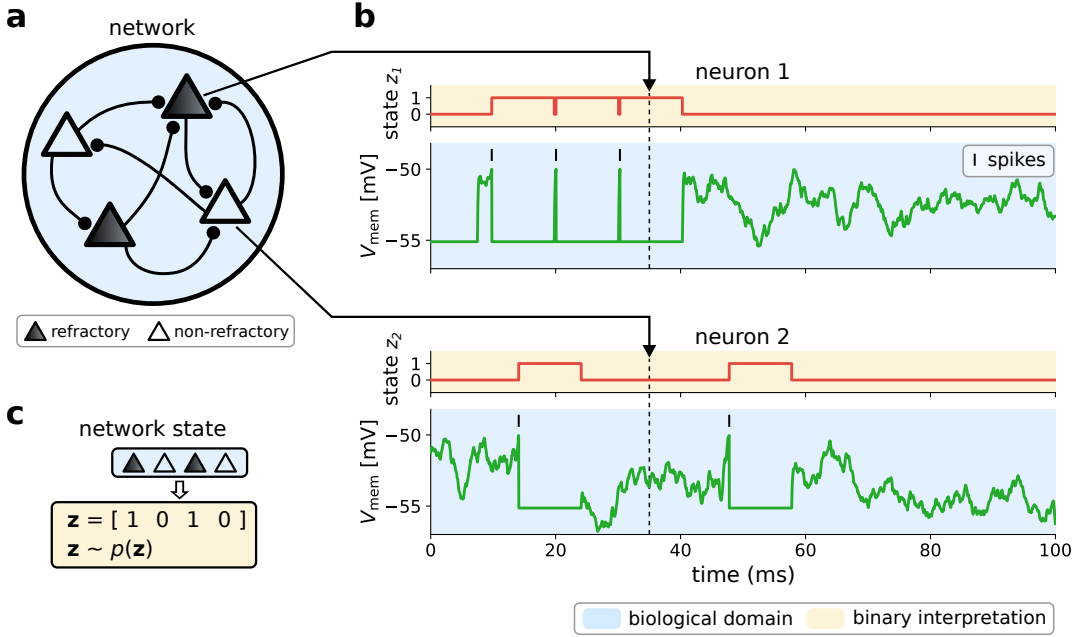 a
network
refractory
non-refractory
b
neuron 1
state z1
1
0
Vmem [mV]
−50
−55
spikes
neuron 2
state z2
1
0
Vmem [mV]
−50
−55
0 20 40 60 80 100
time (ms)
c
network state
z = [ 1 0 1 0 ]
z ~ p(z)
biological domain
binary interpretation